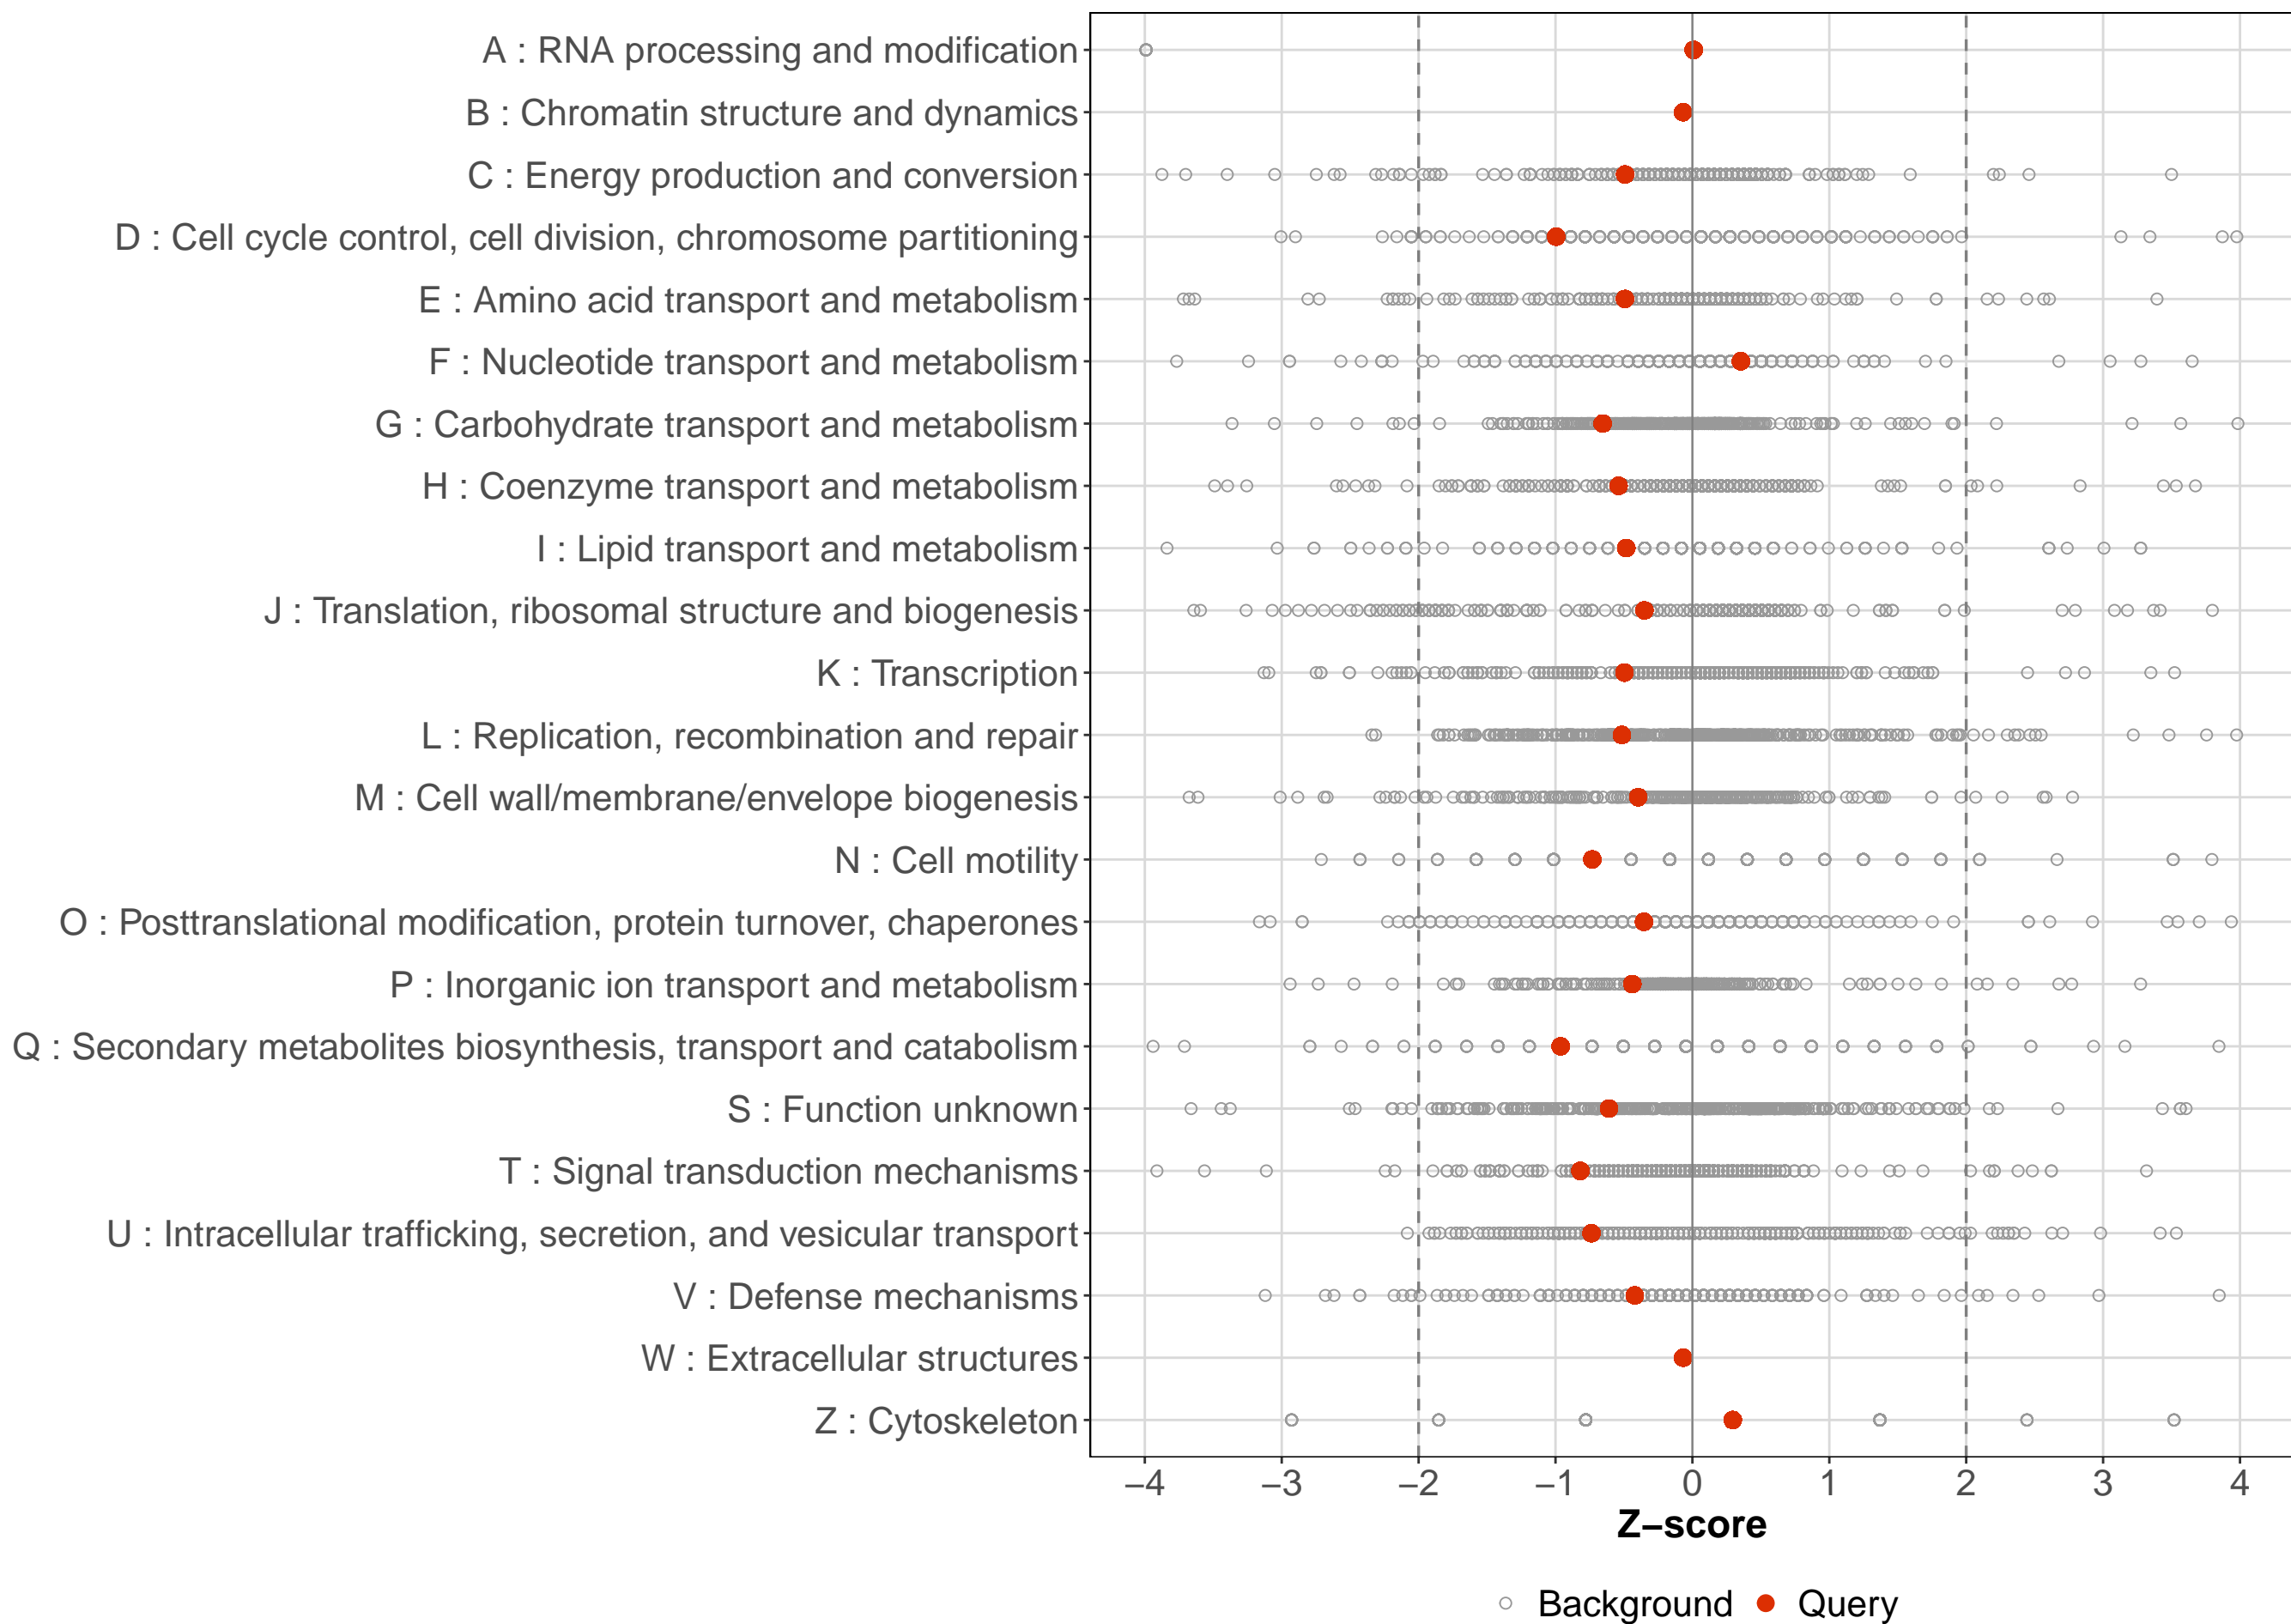 A : RNA processing and modification
B : Chromatin structure and dynamics
C : Energy production and conversion
D : Cell cycle control, cell division, chromosome partitioning
E : Amino acid transport and metabolism
F : Nucleotide transport and metabolism
G : Carbohydrate transport and metabolism
H : Coenzyme transport and metabolism
I : Lipid transport and metabolism
J : Translation, ribosomal structure and biogenesis
K : Transcription
L : Replication, recombination and repair
M : Cell wall/membrane/envelope biogenesis
N : Cell motility
O : Posttranslational modification, protein turnover, chaperones
P : Inorganic ion transport and metabolism
Q : Secondary metabolites biosynthesis, transport and catabolism
S : Function unknown
T : Signal transduction mechanisms
U : Intracellular trafficking, secretion, and vesicular transport
V : Defense mechanisms
W : Extracellular structures
Z : Cytoskeleton
−4 −3 −2 −1 0 1 2 3 4
Z−score
Background Query